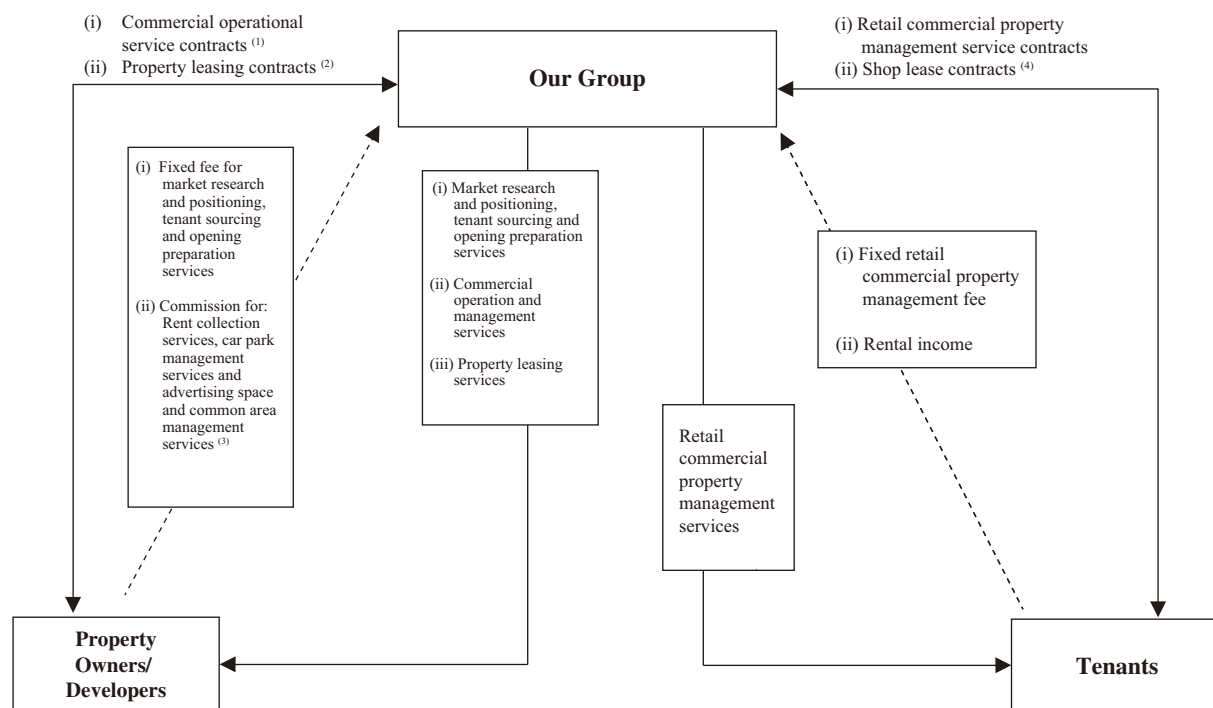 (i) Commercial operational
service contracts (1)
(ii) Property leasing contracts (2)
Our Group
(i) Retail commercial property
management service contracts
(ii) Shop lease contracts (4)
(i) Fixed fee for
market research
and positioning,
tenant sourcing
and opening
preparation
services
(ii) Commission for:
Rent collection
services, car park
management
services and
advertising space
and common area
management
services (3)
(i) Market research
and positioning,
tenant sourcing and
opening preparation
services
(ii) Commercial
operation and
management
services
(iii) Property leasing
services
Retail
commercial
property
management
services
(i) Fixed retail
commercial property
management fee
(ii) Rental income
Property
Owners/
Developers
Tenants